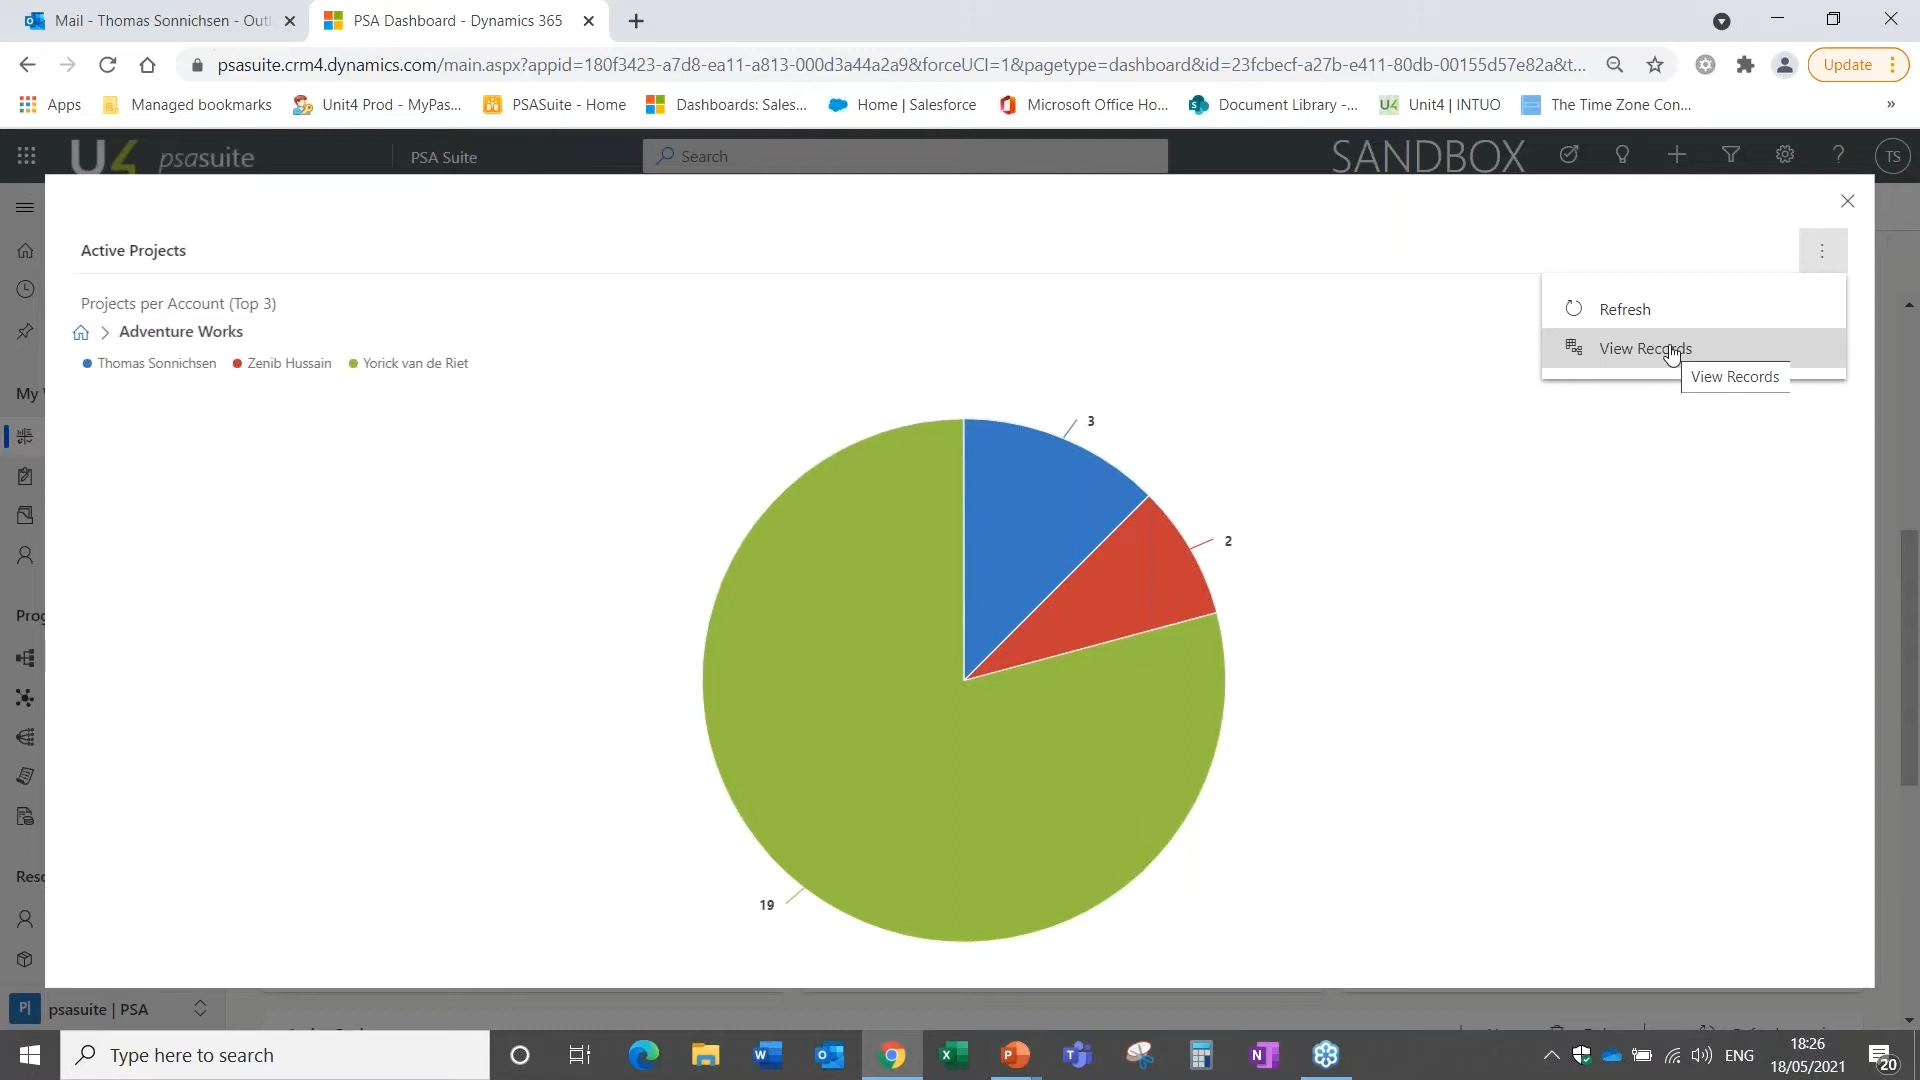 Mail - Thomas Sonnichsen - Outl
PSA Dashboard - Dynamics 365
psasuite.crm4.dynamics.com/main.aspx?appid=180f3423-a7d8-ea11-a813-000d3a44a2a9&forceUCI=1&pagetype=dashboard&id=23fcbecf-a27b-e411-80db-00155d57e82a&t...
Update
Apps
Managed bookmarks
Unit4 Prod - MyPas...
PSASuite - Home
Dashboards: Sales...
Home | Salesforce
Microsoft Office Ho...
Document Library -...
U4 Unit4 | INTUO
The Time Zone Con...
»
U4 psasuite
PSA Suite
Search
SANDBOX
TS
Active Projects
Refresh
View Records
View Records
Projects per Account (Top 3)
Adventure Works
Thomas Sonnichsen
Zenib Hussain
Yorick van de Riet
3
2
19
My
Prog
Reso
P| psasuite | PSA
Type here to search
ENG
18:26
18/05/2021
20